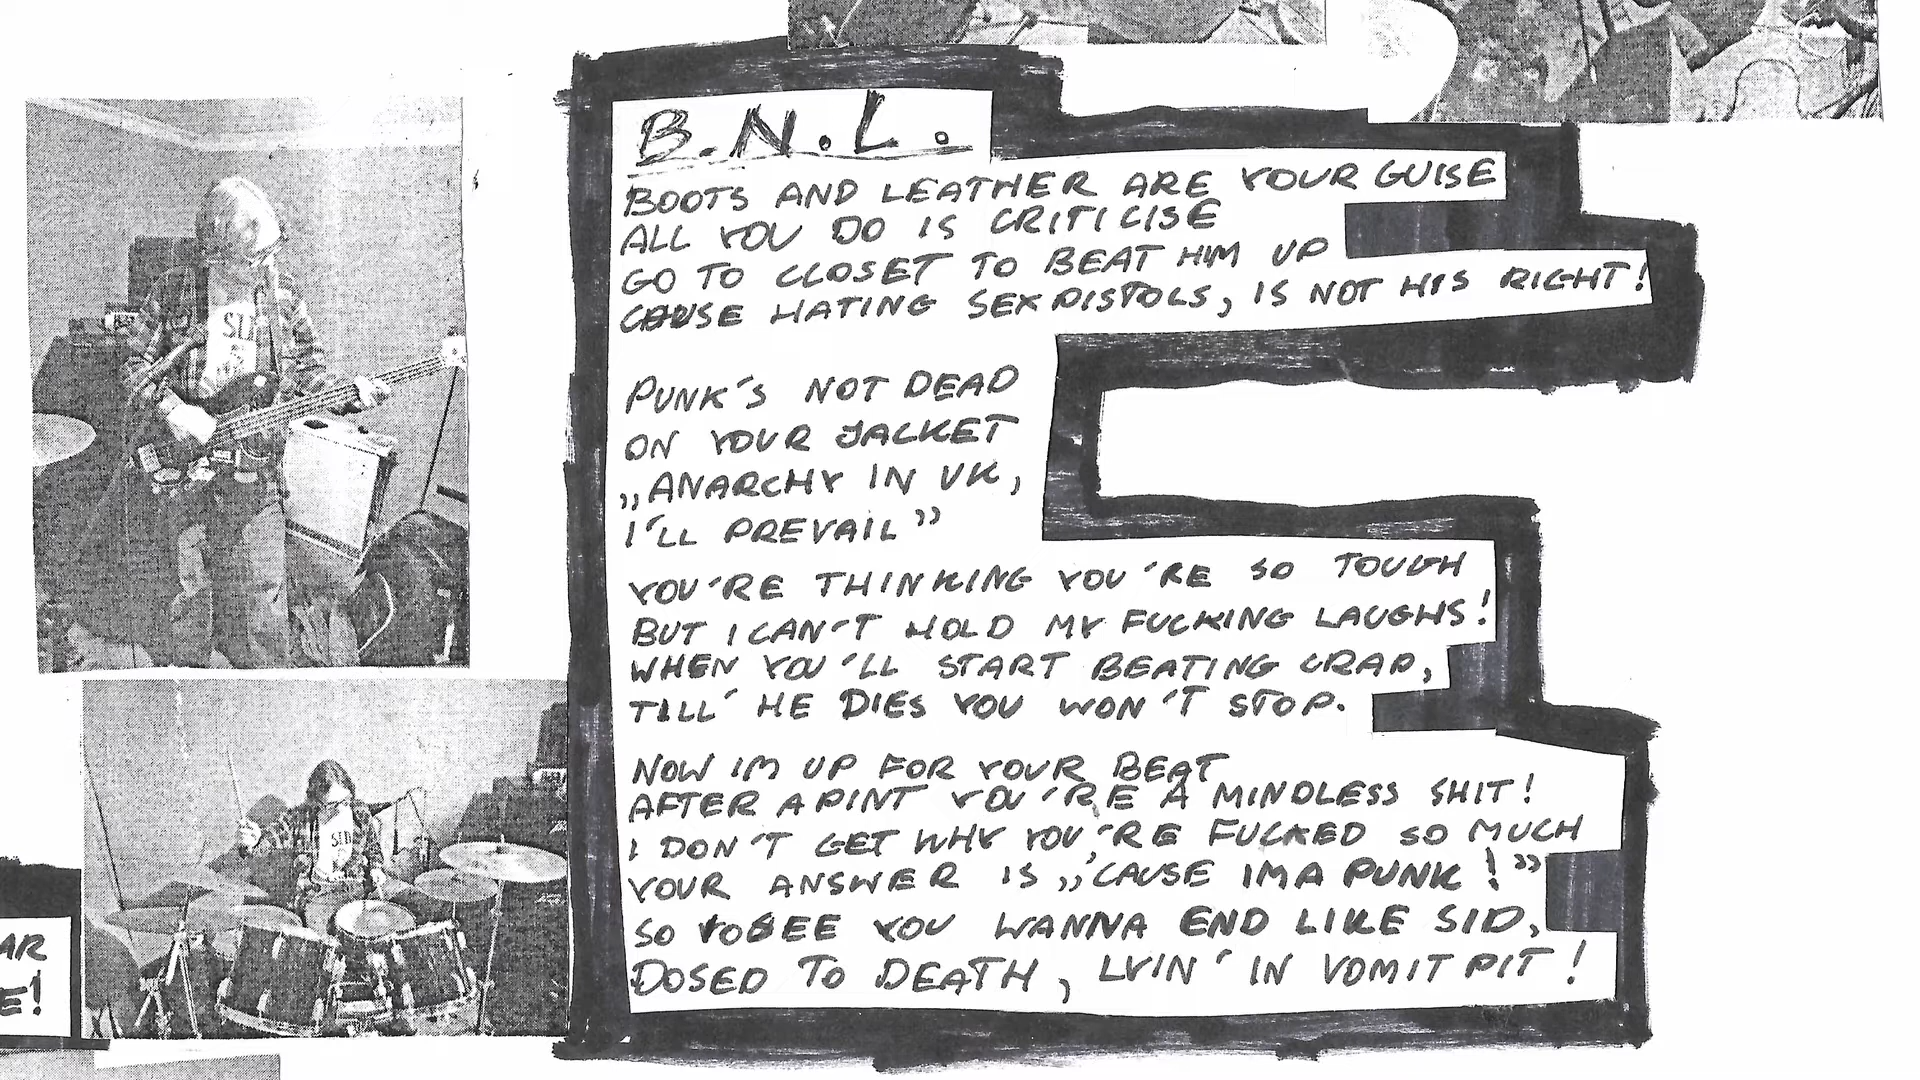 B.N.L.
BOOTS AND LEATHER ARE YOUR GUISE
ALL YOU DO IS CRITICISE
GO TO CLOSET TO BEAT HIM UP
CAUSE HATING SEX PISTOLS, IS NOT HIS RIGHT!
PUNK'S NOT DEAD
ON YOUR JACKET
„ANARCHY IN UK,
I'LL PREVAIL”
YOU'RE THINKING YOU'RE SO TOUGH
BUT I CAN'T HOLD MY FUCKING LAUGHS!
WHEN YOU'LL START BEATING CRAP,
TILL' HE DIES YOU WON'T STOP.
NOW IM UP FOR YOUR BEAT
AFTER A PINT YOU'RE A MINDLESS SHIT!
I DON'T GET WHY YOU'RE FUCKED SO MUCH
YOUR ANSWER IS „'CAUSE IM A PUNK!”
SO SEE YOU WANNA END LIKE SID,
DOSED TO DEATH, LYIN' IN VOMIT PIT!
AR
E!